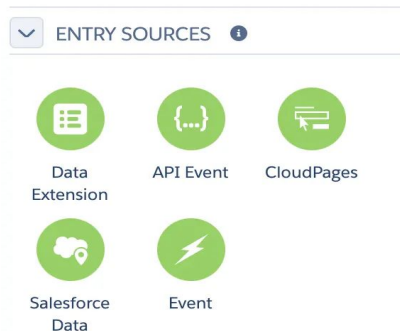 ENTRY SOURCES i
{...}
Data
Extension
API Event
CloudPages
Salesforce
Data
Event